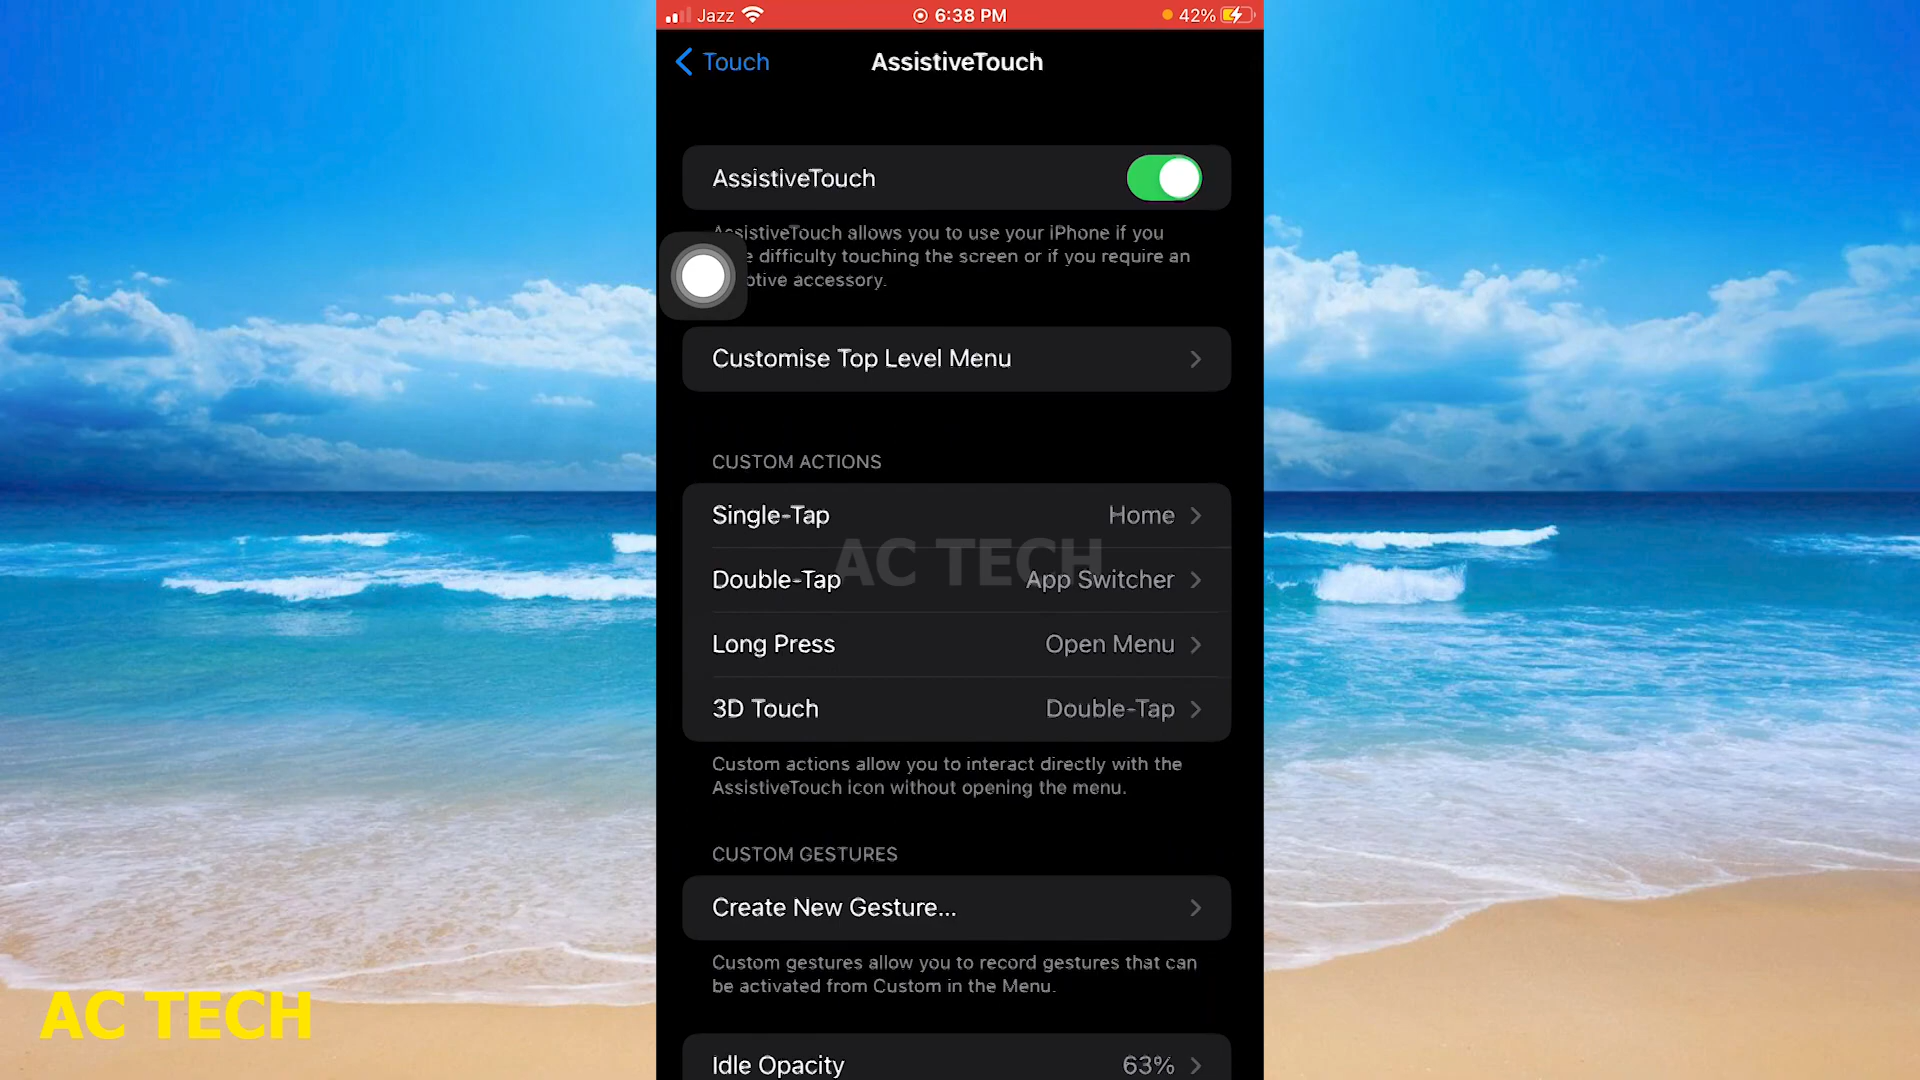 Jazz 6:38 PM 42%
Touch AssistiveTouch
AssistiveTouch
AssistiveTouch allows you to use your iPhone if you
difficulty touching the screen or if you require an
accessory.
Customise Top Level Menu
CUSTOM ACTIONS
Single-Tap Home
AC TECH
Double-Tap App Switcher
Long Press Open Menu
3D Touch Double-Tap
Custom actions allow you to interact directly with the
AssistiveTouch icon without opening the menu.
CUSTOM GESTURES
Create New Gesture...
Custom gestures allow you to record gestures that can
be activated from Custom in the Menu.
AC TECH
Idle Opacity 63%